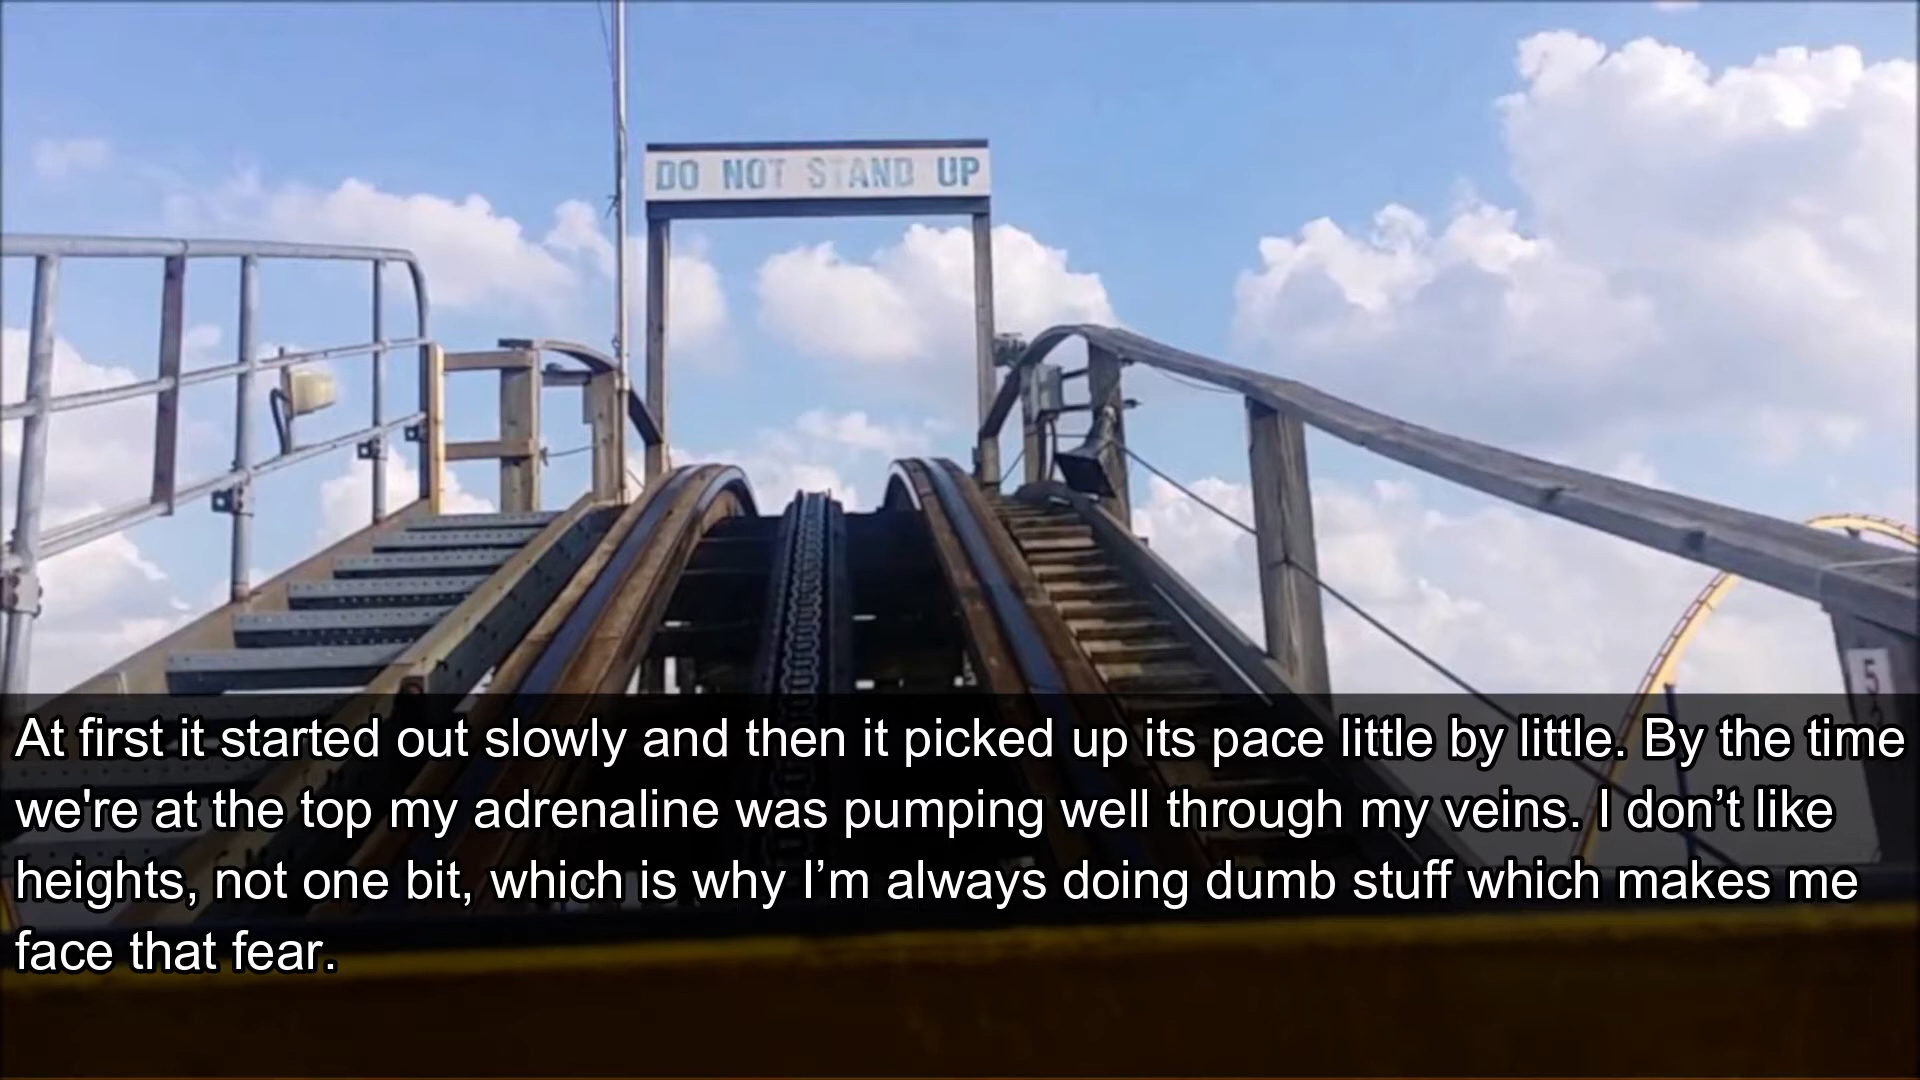 DO NOT STAND UP
5
At first it started out slowly and then it picked up its pace little by little. By the time
we're at the top my adrenaline was pumping well through my veins. I don’t like
heights, not one bit, which is why I’m always doing dumb stuff which makes me
face that fear.